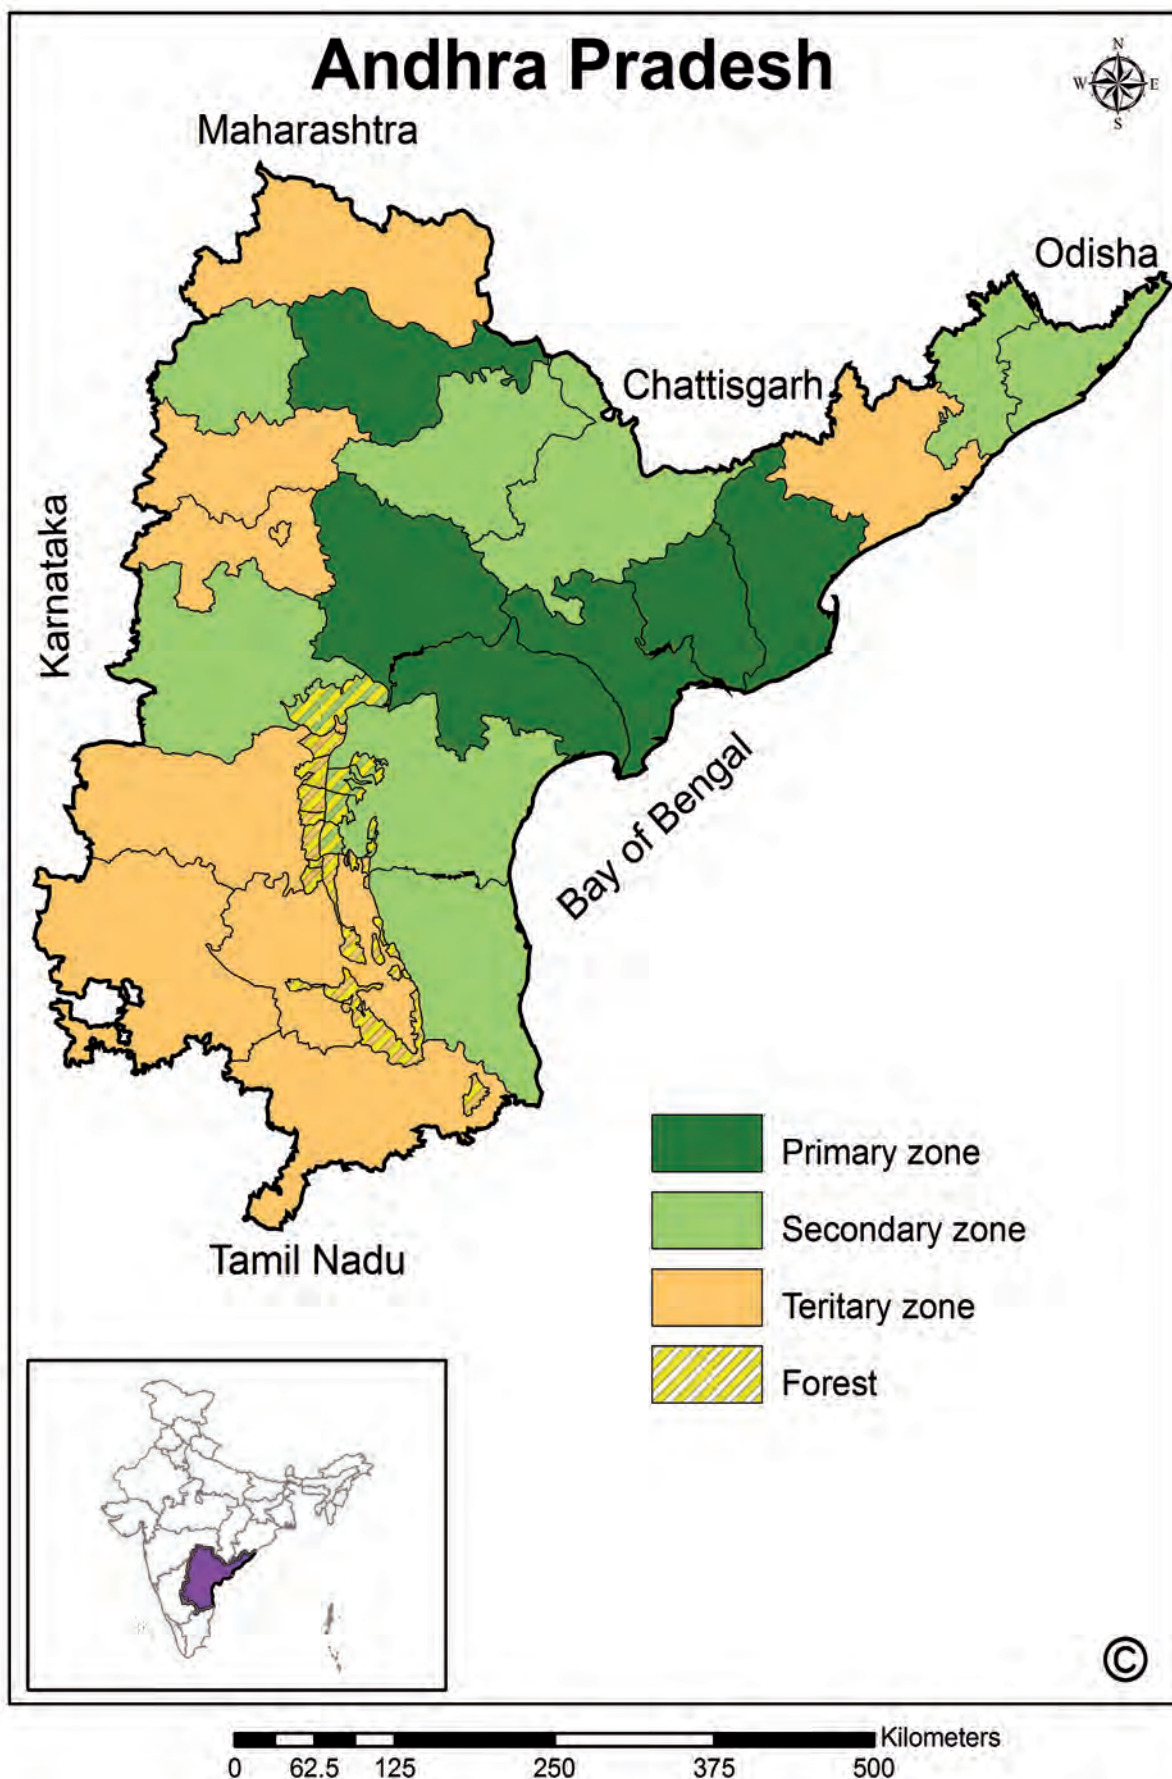 Andhra Pradesh
N
W
E
S
Maharashtra
Odisha
Chattisgarh
Karnataka
Bay of Bengal
Primary zone
Secondary zone
Teritary zone
Forest
Tamil Nadu
©
Kilometers
0 62.5 125 250 375 500